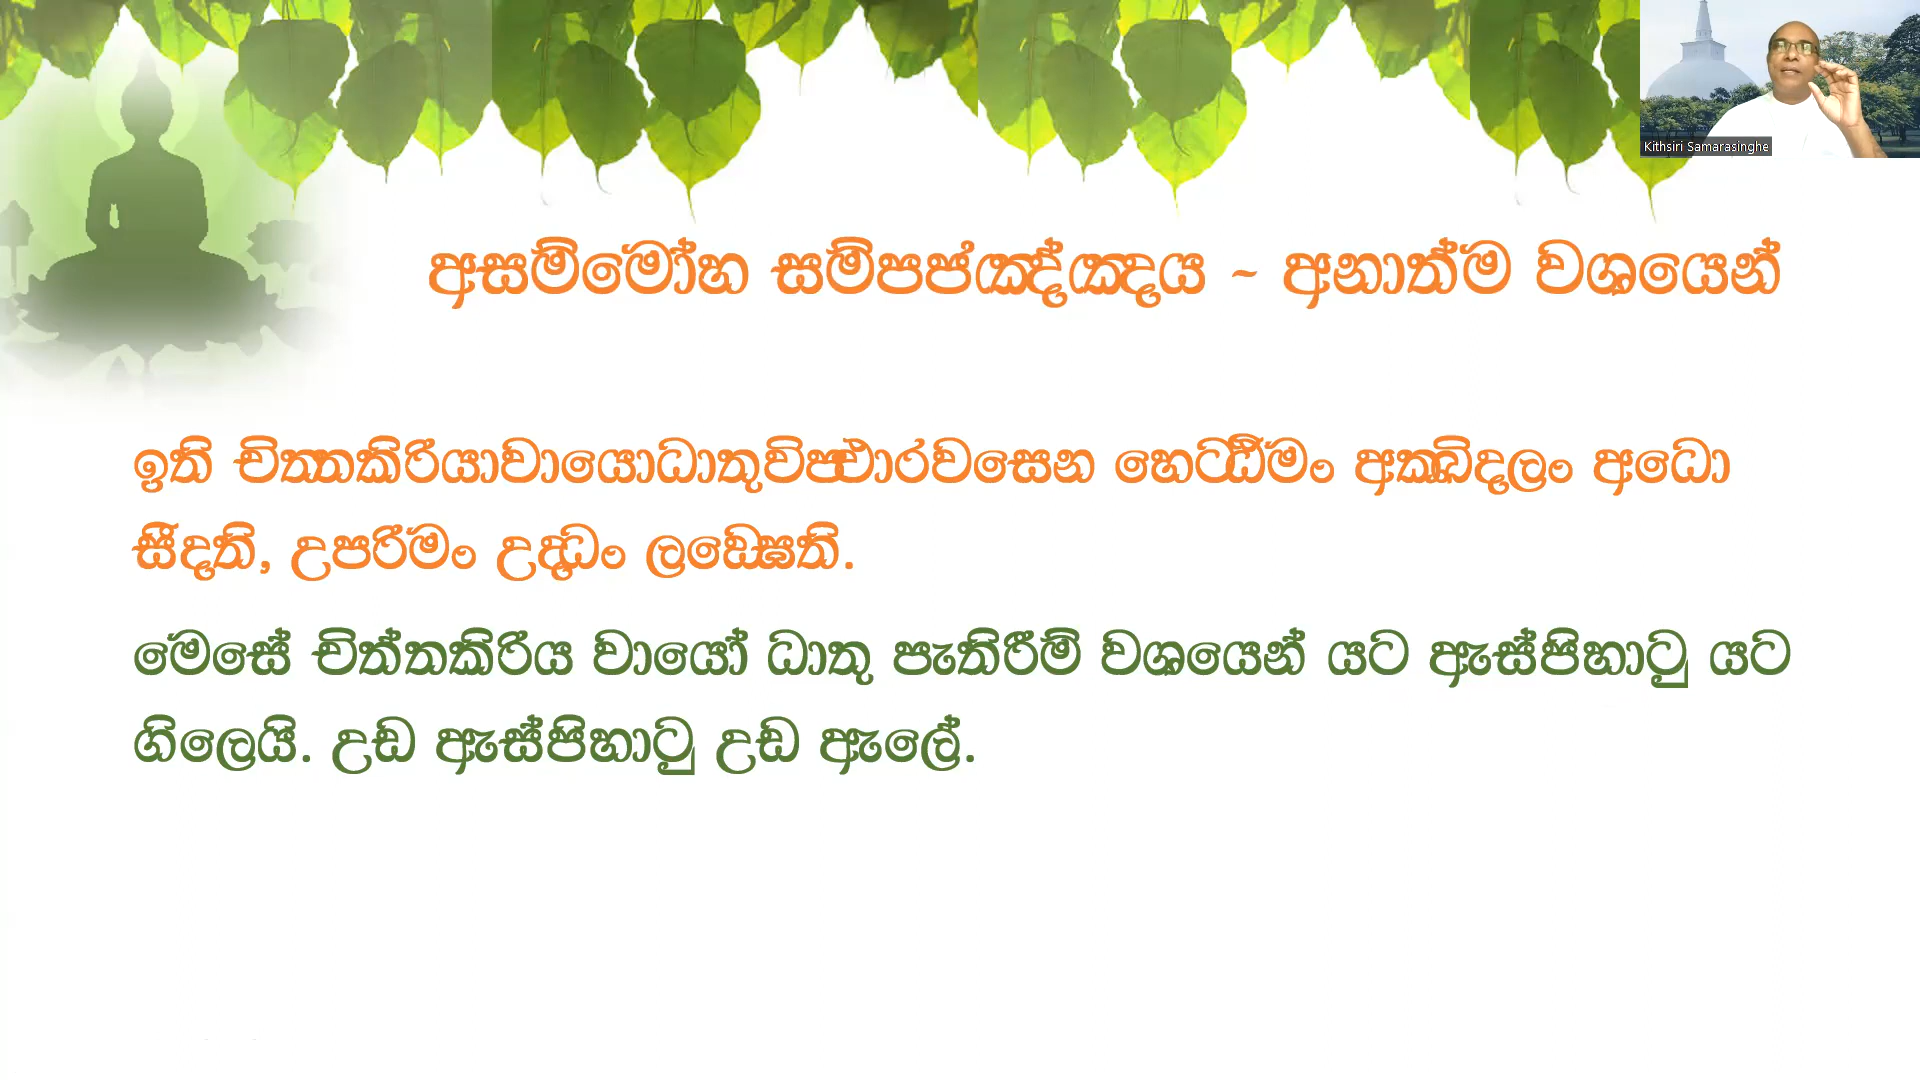 Kithsiri Samarasinghe
අසම්මෝහ සම්පජ්ඤ්ඤය ~ අනාත්ම වශයෙන්
ඉති චිත්තකිරියාවායොධාතුවිප්ඵාරවසෙන හෙට්ඨිමං අක්ඛිදලං අධො
සීදති, උපරිමං උද්ධං ලඞ්ඝෙති.
මෙසේ චිත්තකිරිය වායෝ ධාතු පැතිරීම් වශයෙන් යට ඇස්පිහාටු යට
ගිලෙයි. උඩ ඇස්පිහාටු උඩ ඇලේ.